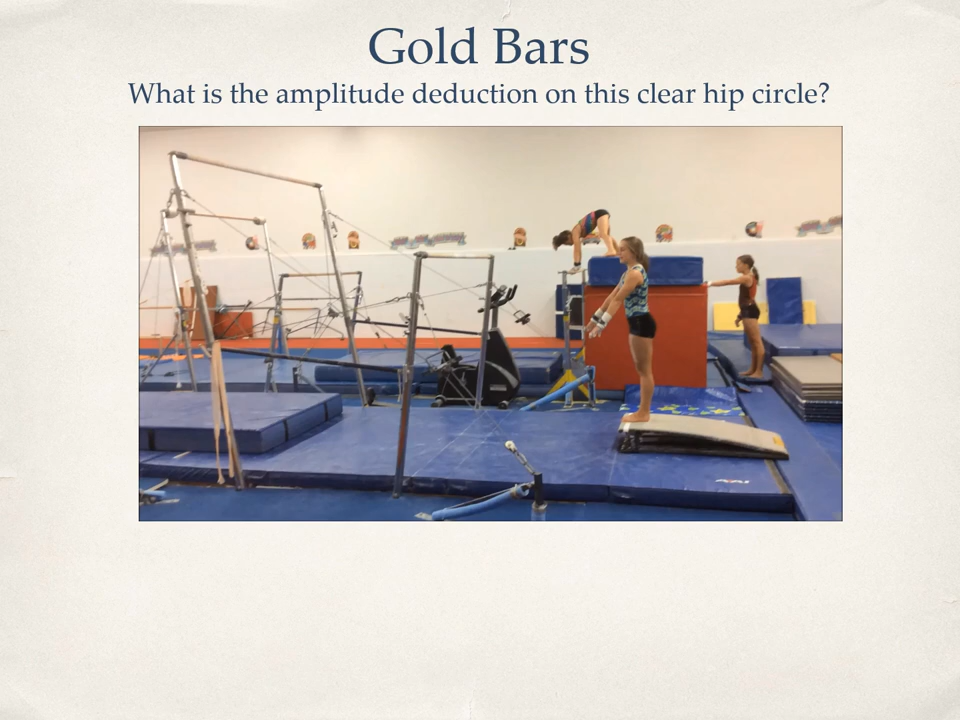 Gold Bars
What is the amplitude deduction on this clear hip circle?